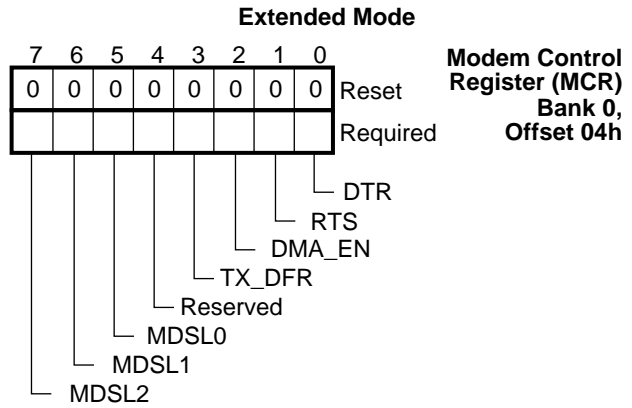 Extended Mode
7 6 5 4 3 2 1 0
0 0 0 0 0 0 0 0 Reset
Required
Modem Control
Register (MCR)
Bank 0,
Offset 04h
DTR
RTS
DMA_EN
TX_DFR
Reserved
MDSL0
MDSL1
MDSL2